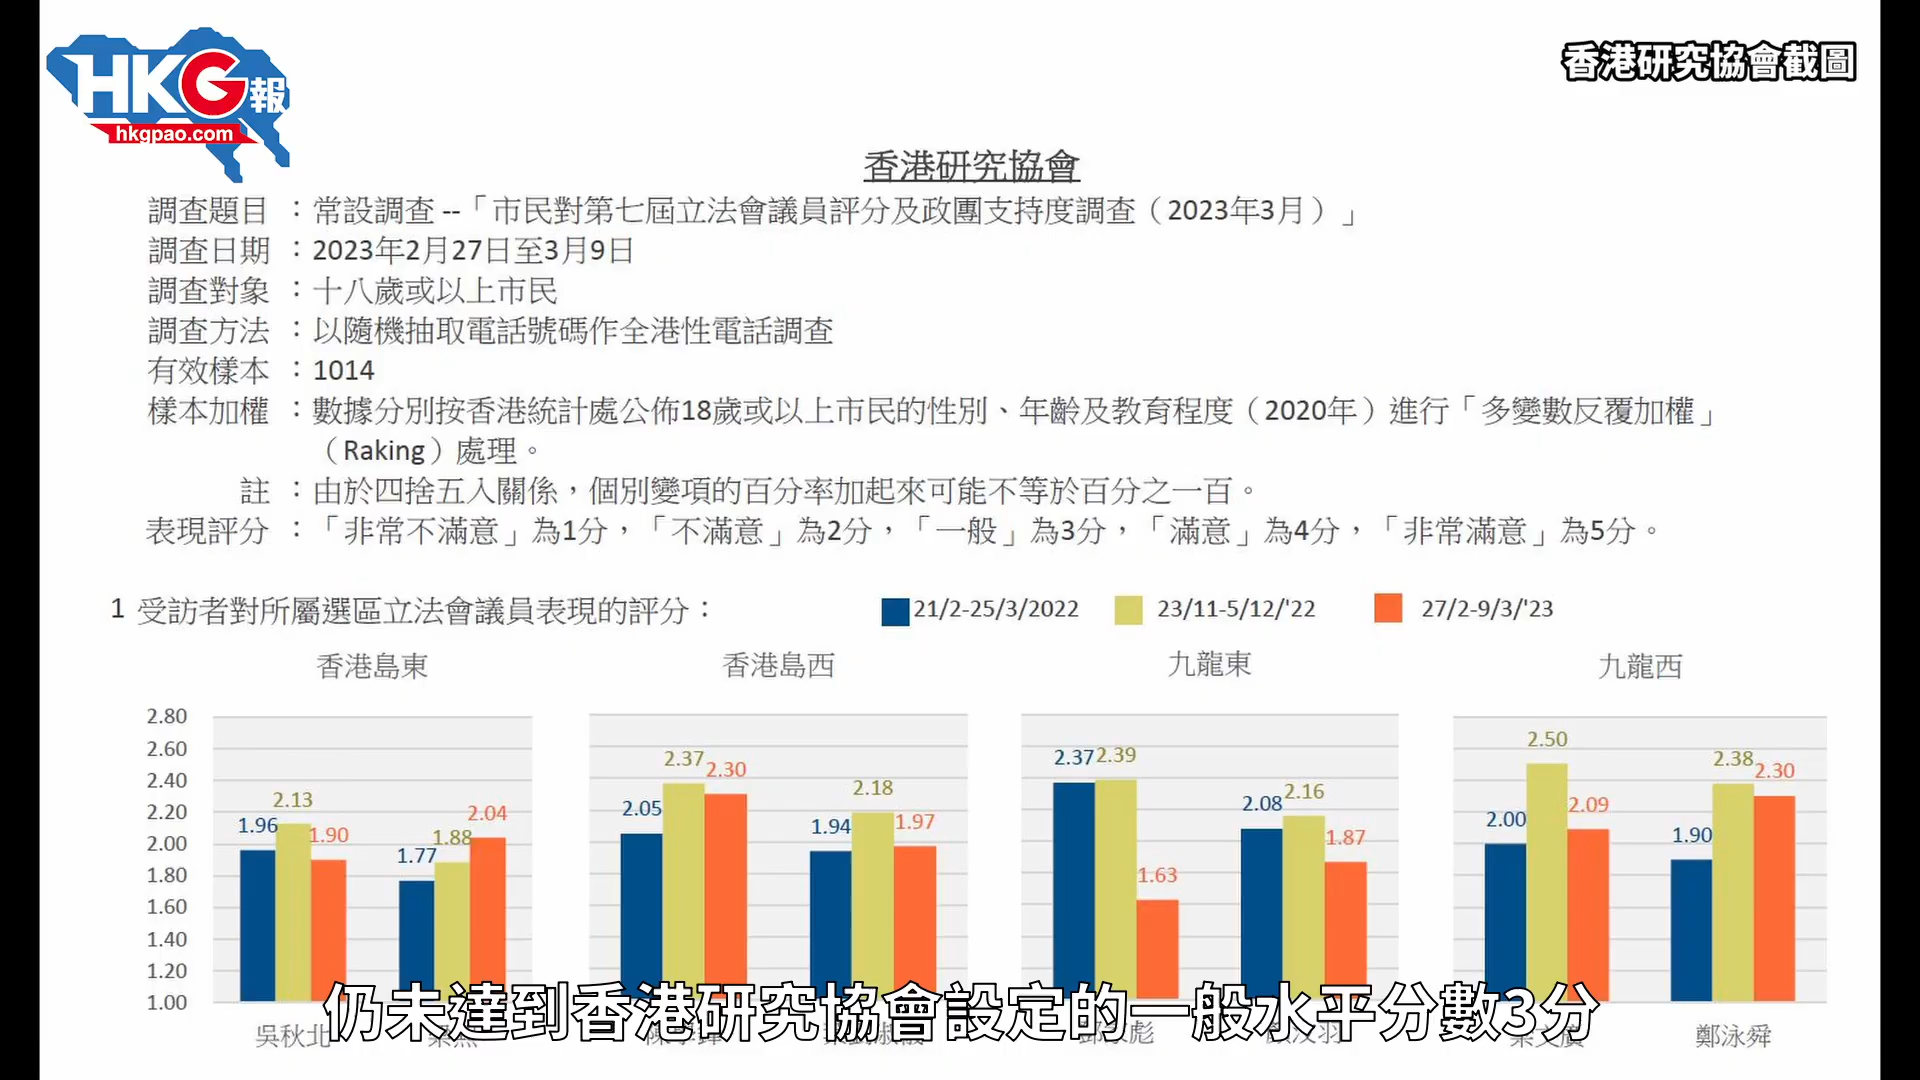 HKG報
hkgpao.com
香港研究協會截圖
香港研究協會
調查題目 ：常設調查 --「市民對第七屆立法會議員評分及政團支持度調查（2023年3月）」
調查日期 ：2023年2月27日至3月9日
調查對象 ：十八歲或以上市民
調查方法 ：以隨機抽取電話號碼作全港性電話調查
有效樣本 ：1014
樣本加權 ：數據分別按香港統計處公佈18歲或以上市民的性別、年齡及教育程度（2020年）進行「多變數反覆加權」
（Raking）處理。
註 ：由於四捨五入關係，個別變項的百分率加起來可能不等於百分之一百。
表現評分 ：「非常不滿意」為1分，「不滿意」為2分，「一般」為3分，「滿意」為4分，「非常滿意」為5分。
1 受訪者對所屬選區立法會議員表現的評分：
21/2-25/3/2022 23/11-5/12/'22 27/2-9/3/'23
香港島東 香港島西 九龍東 九龍西
2.80
2.60
2.40
2.20
2.00
1.80
1.60
1.40
1.20
1.00
1.96 2.13 1.90 1.77 1.88 2.04
2.05 2.37 2.30 1.94 2.18 1.97
2.37 2.39 1.63 2.08 2.16 1.87
2.00 2.50 2.09 1.90 2.38 2.30
吳秋北 鄭泳舜
仍未達到香港研究協會設定的一般水平分數3分